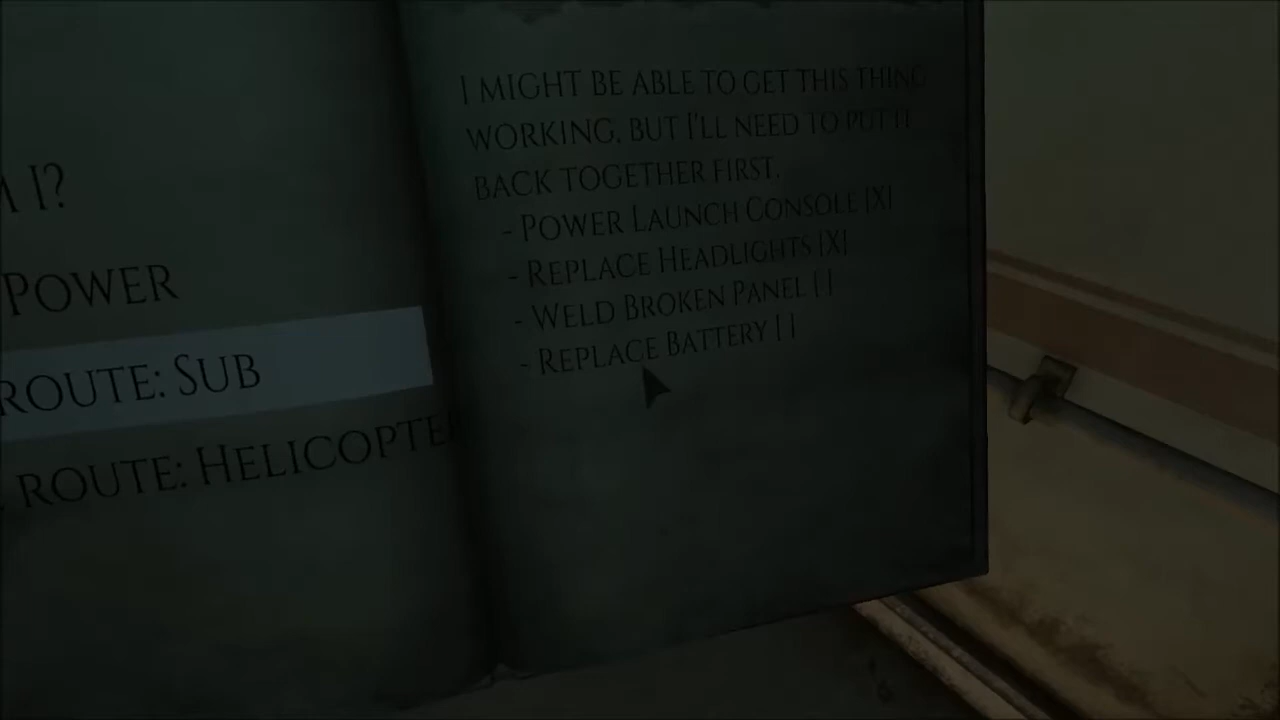 I?
POWER
ROUTE: SUB
ROUTE: HELICOPTE
I MIGHT BE ABLE TO GET THIS THING
WORKING, BUT I'LL NEED TO PUT IT
BACK TOGETHER FIRST.
- POWER LAUNCH CONSOLE |X|
- REPLACE HEADLIGHTS |X|
- WELD BROKEN PANEL | |
- REPLACE BATTERY | |